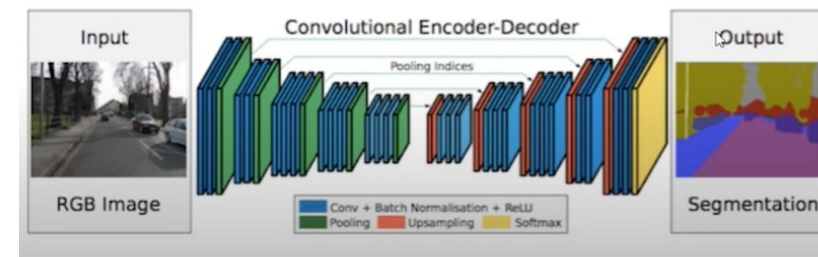 Input
RGB Image
Convolutional Encoder-Decoder
Pooling Indices
Conv + Batch Normalisation + ReLU
Pooling Upsampling Softmax
Output
Segmentation